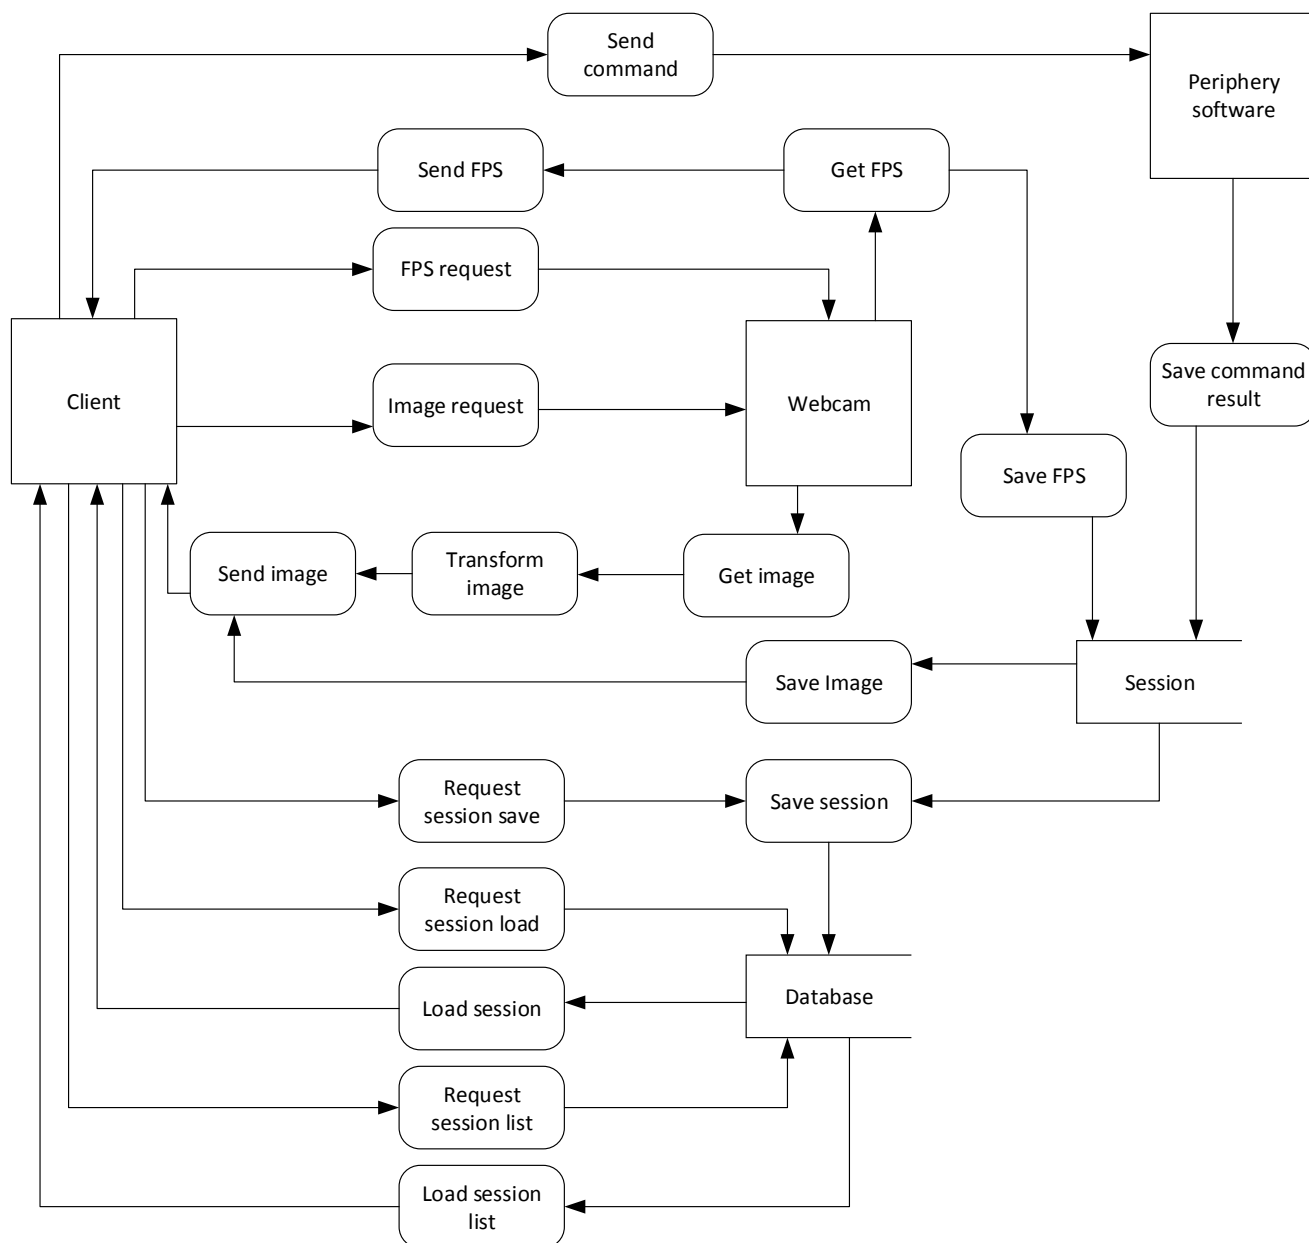 Send
command
Periphery
software
Send FPS
Get FPS
FPS request
Client
Image request
Webcam
Save command
result
Save FPS
Send image
Transform
image
Get image
Save Image
Session
Request
session save
Save session
Request
session load
Load session
Database
Request
session list
Load session
list